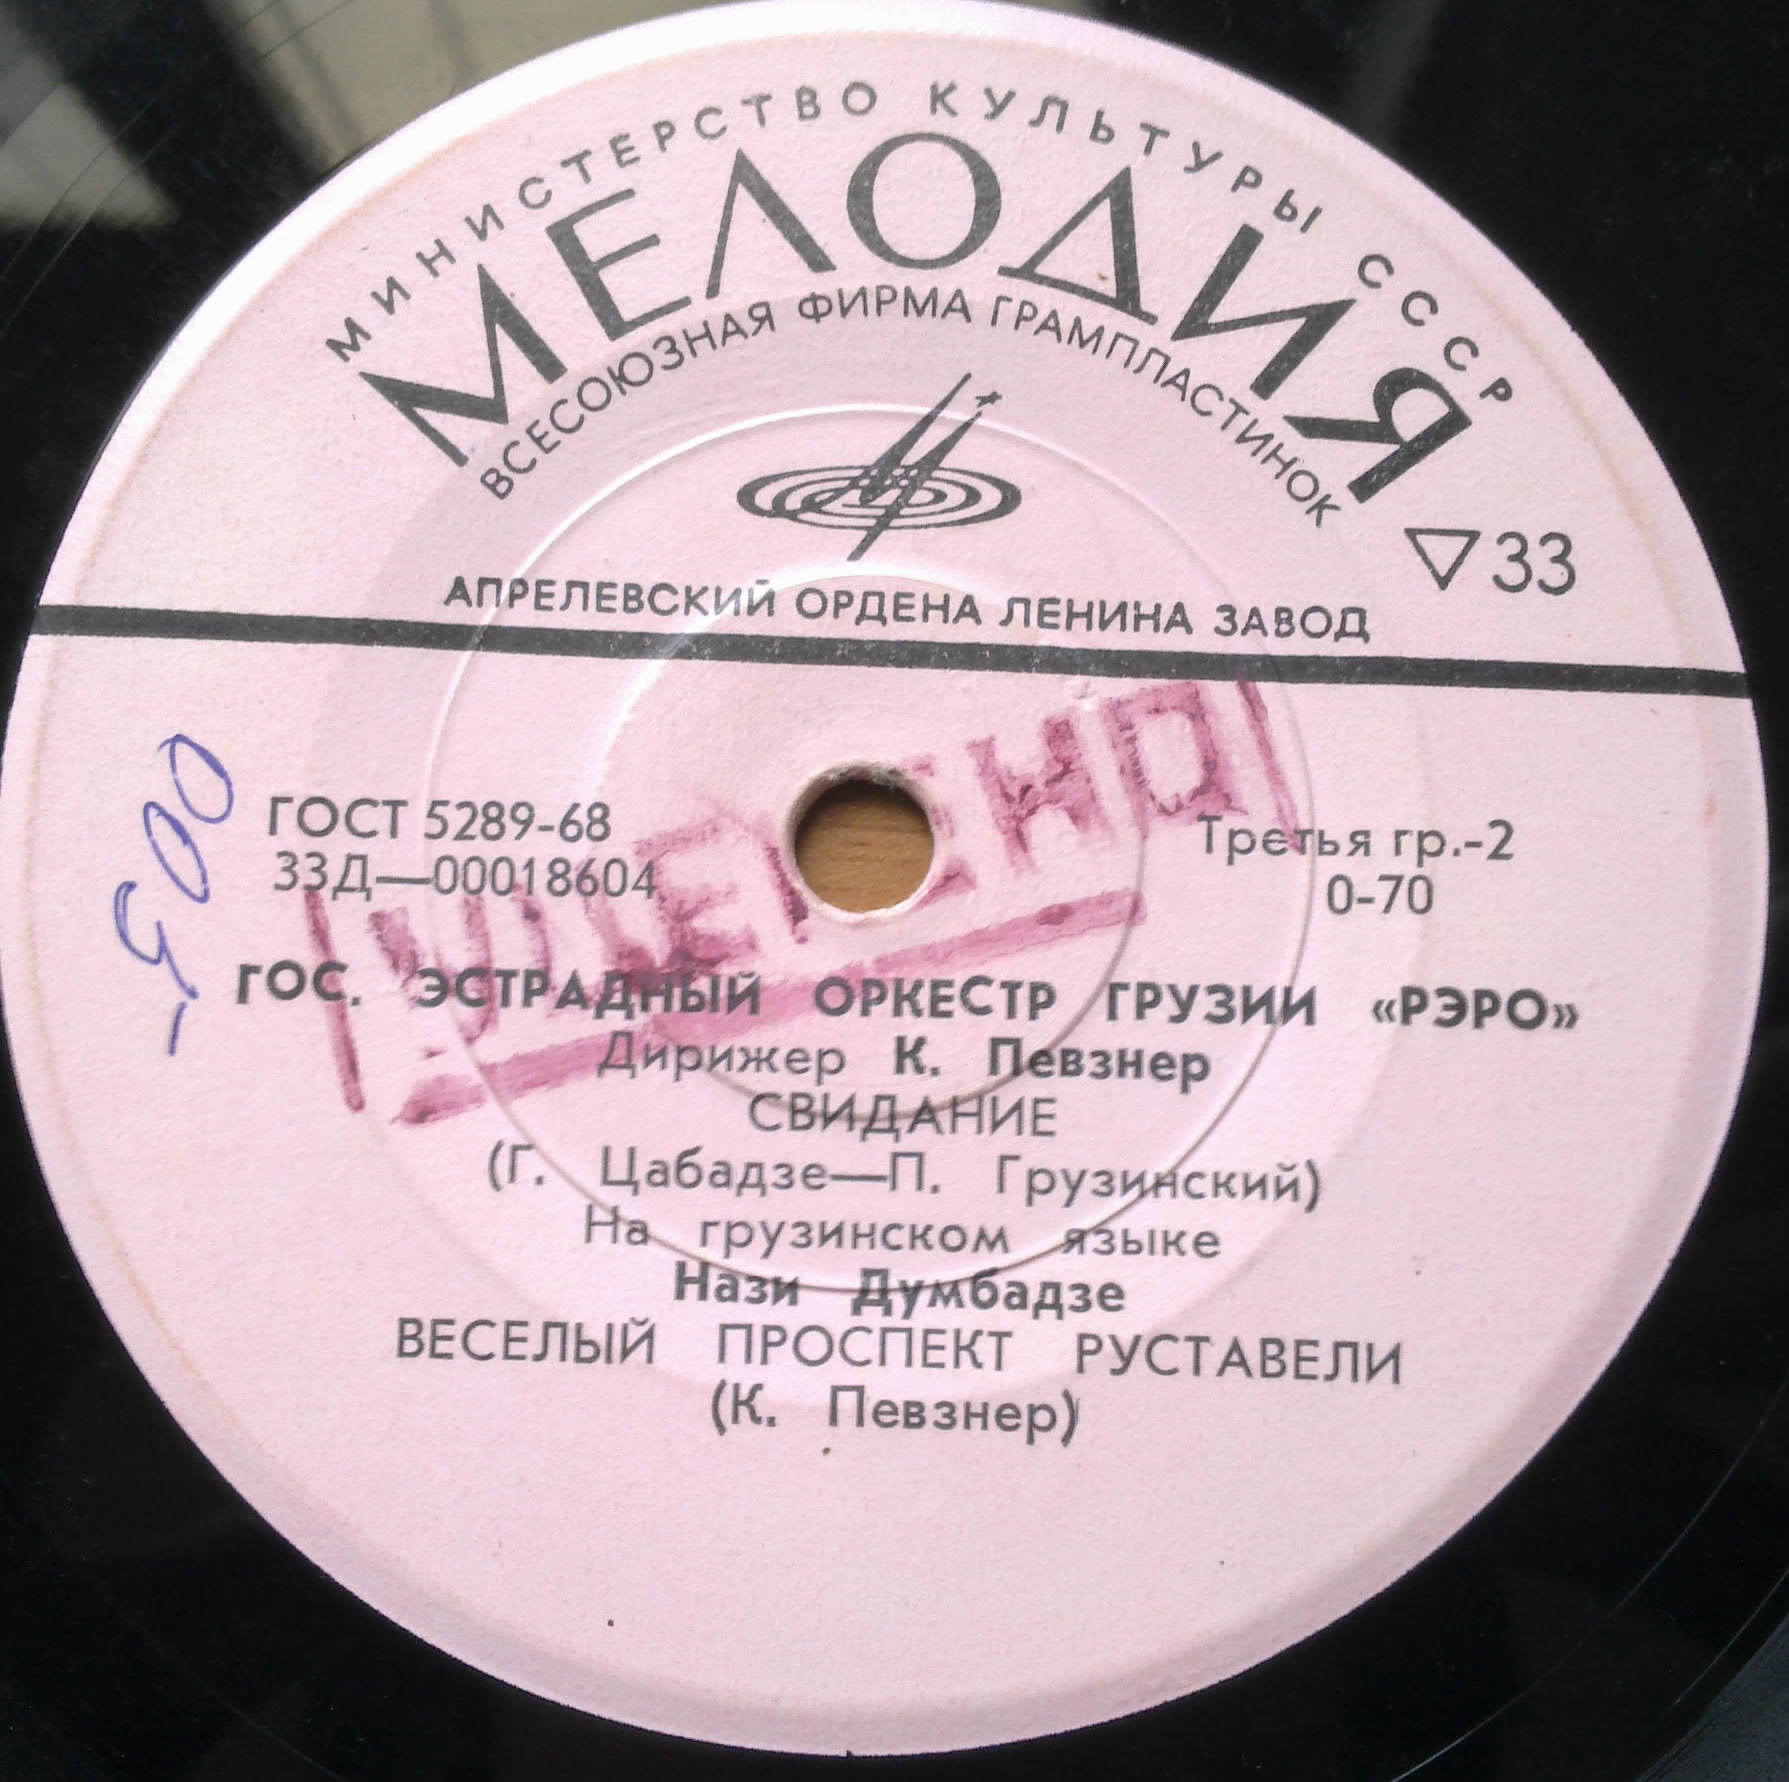 МИНИСТЕРСТВО КУЛЬТУРЫ СССР
МЕЛОДИЯ
ВСЕСОЮЗНАЯ ФИРМА ГРАМПЛАСТИНОК
▽33
АПРЕЛЕВСКИЙ ОРДЕНА ЛЕНИНА ЗАВОД
ГОСТ 5289-68
33Д—00018604
Третья гр.-2
0-70
УЦЕНЕНО
ГОС. ЭСТРАДНЫЙ ОРКЕСТР ГРУЗИИ «РЭРО»
Дирижер К. Певзнер
СВИДАНИЕ
(Г. Цабадзе—П. Грузинский)
На грузинском языке
Нази Думбадзе
ВЕСЕЛЫЙ ПРОСПЕКТ РУСТАВЕЛИ
(К. Певзнер)